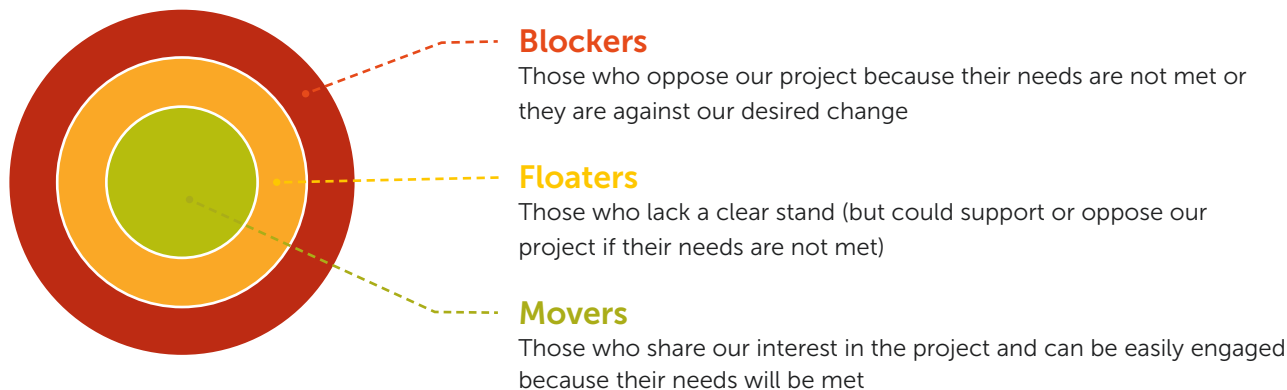 Blockers
Those who oppose our project because their needs are not met or
they are against our desired change
Floaters
Those who lack a clear stand (but could support or oppose our
project if their needs are not met)
Movers
Those who share our interest in the project and can be easily engaged
because their needs will be met